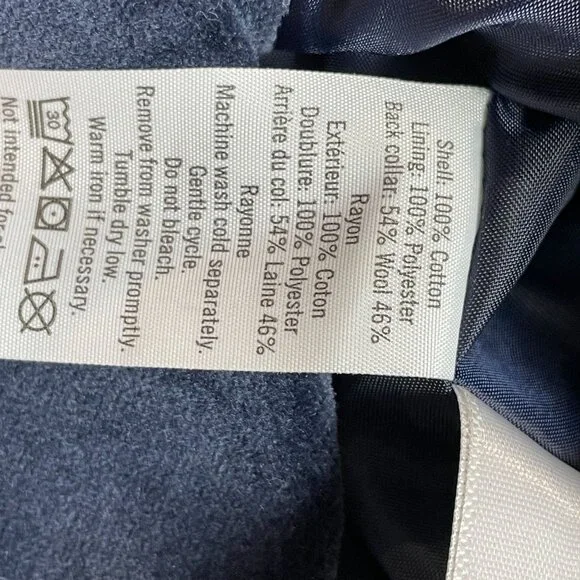 Shell: 100% Cotton
Lining: 100% Polyester
Back collar: 54% Wool 46%
Rayon
Extérieur: 100% Coton
Doublure: 100% Polyester
Arrière du col: 54% Laine 46%
Rayonne
Machine wash cold separately.
Gentle cycle.
Do not bleach.
Remove from washer promptly.
Tumble dry low.
Warm iron if necessary.
30
Not intended for